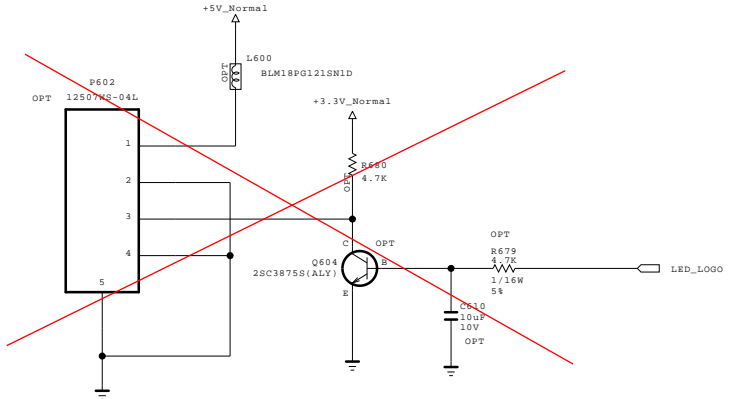 +5V_Normal
L600
OPT
BLM18PG121SN1D
P602
OPT
12507WS-04L
+3.3V_Normal
1
R680
OPT
4.7K
2
3
C
OPT
OPT
R679
4.7K
4
Q604
2SC3875S(ALY)
B
LED_LOGO
1/16W
5%
5
E
C610
10uF
10V
OPT